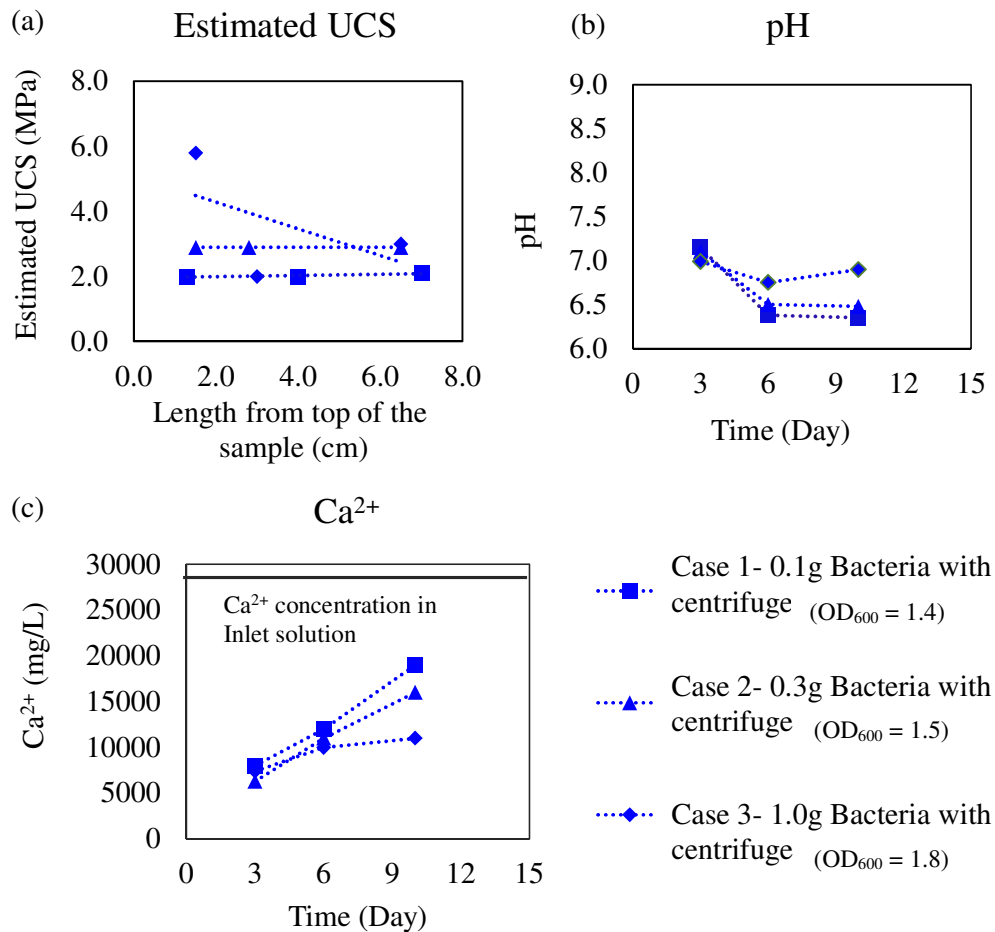 (a)
Estimated UCS
Estimated UCS (MPa)
8.0
6.0
4.0
2.0
0.0
0.0 2.0 4.0 6.0 8.0
Length from top of the
sample (cm)
(b)
pH
pH
9.0
8.5
8.0
7.5
7.0
6.5
6.0
0 3 6 9 12 15
Time (Day)
(c)
Ca²⁺
Ca²⁺ (mg/L)
30000
25000
20000
15000
10000
5000
0
Ca²⁺ concentration in
Inlet solution
0 3 6 9 12 15
Time (Day)
Case 1- 0.1g Bacteria with
centrifuge (OD₆₀₀ = 1.4)
Case 2- 0.3g Bacteria with
centrifuge (OD₆₀₀ = 1.5)
Case 3- 1.0g Bacteria with
centrifuge (OD₆₀₀ = 1.8)